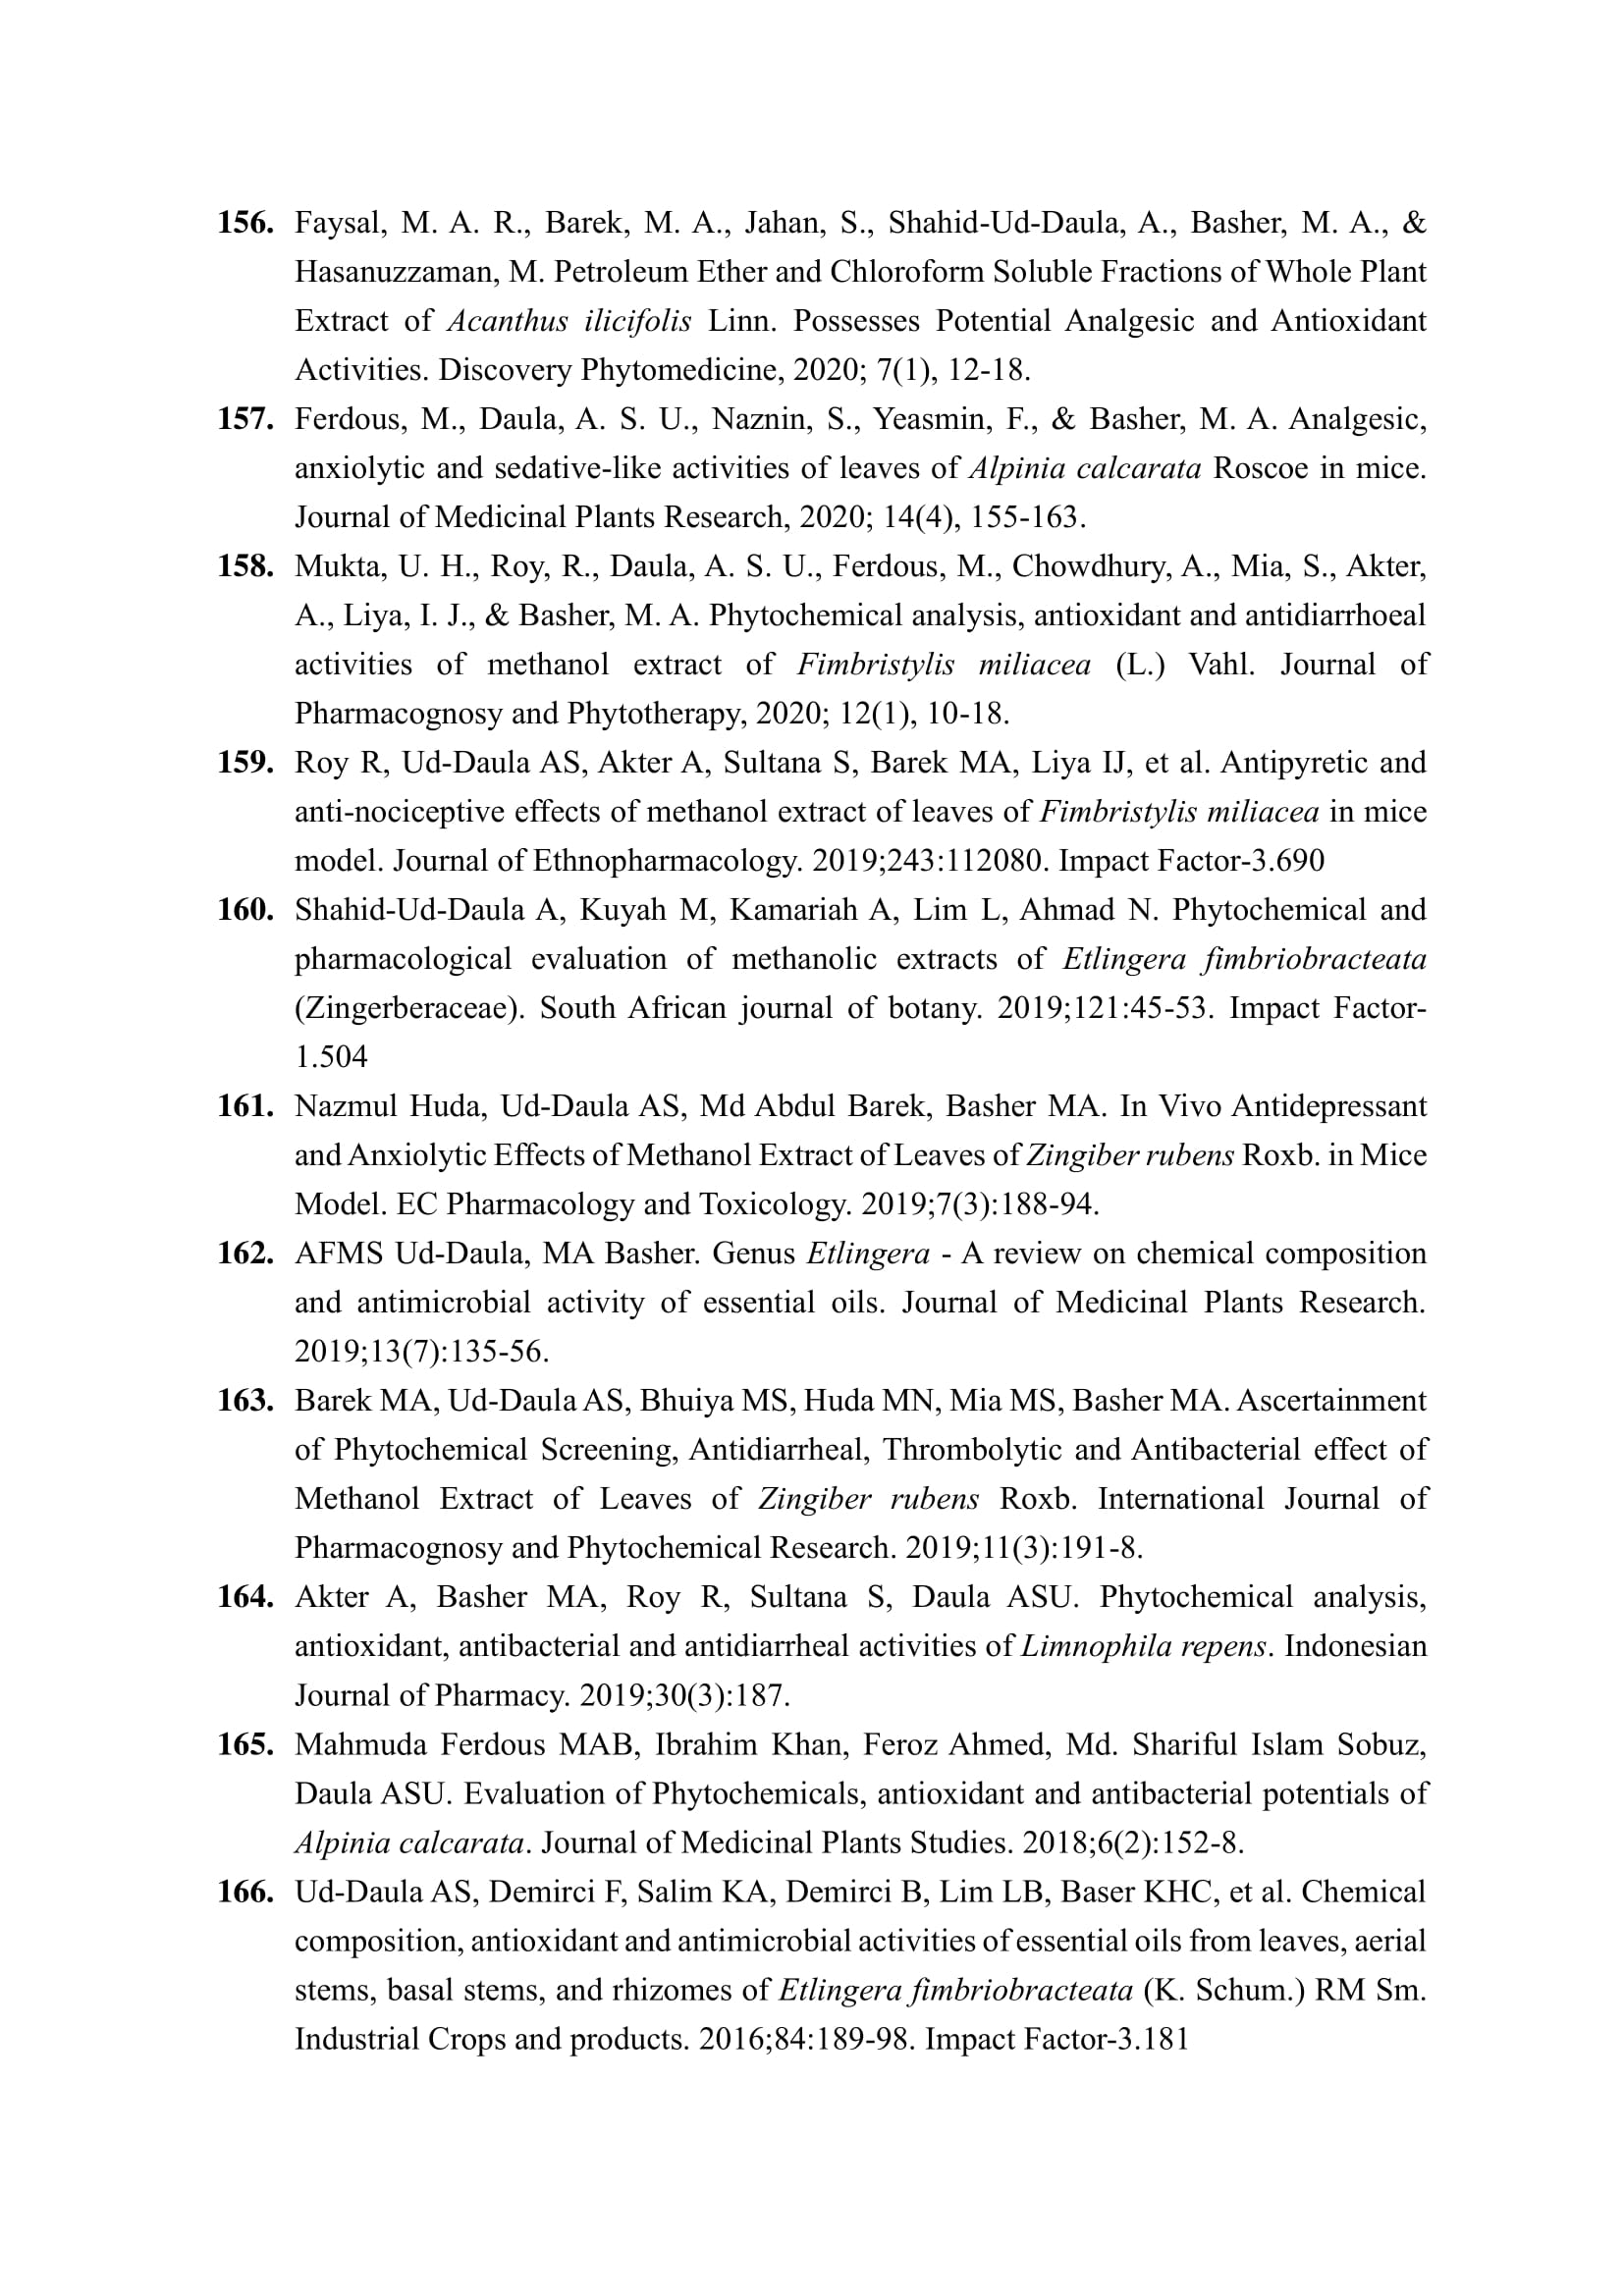 156. Faysal, M. A. R., Barek, M. A., Jahan, S., Shahid-Ud-Daula, A., Basher, M. A., &
Hasanuzzaman, M. Petroleum Ether and Chloroform Soluble Fractions of Whole Plant
Extract of Acanthus ilicifolis Linn. Possesses Potential Analgesic and Antioxidant
Activities. Discovery Phytomedicine, 2020; 7(1), 12-18.
157. Ferdous, M., Daula, A. S. U., Naznin, S., Yeasmin, F., & Basher, M. A. Analgesic,
anxiolytic and sedative-like activities of leaves of Alpinia calcarata Roscoe in mice.
Journal of Medicinal Plants Research, 2020; 14(4), 155-163.
158. Mukta, U. H., Roy, R., Daula, A. S. U., Ferdous, M., Chowdhury, A., Mia, S., Akter,
A., Liya, I. J., & Basher, M. A. Phytochemical analysis, antioxidant and antidiarrhoeal
activities of methanol extract of Fimbristylis miliacea (L.) Vahl. Journal of
Pharmacognosy and Phytotherapy, 2020; 12(1), 10-18.
159. Roy R, Ud-Daula AS, Akter A, Sultana S, Barek MA, Liya IJ, et al. Antipyretic and
anti-nociceptive effects of methanol extract of leaves of Fimbristylis miliacea in mice
model. Journal of Ethnopharmacology. 2019;243:112080. Impact Factor-3.690
160. Shahid-Ud-Daula A, Kuyah M, Kamariah A, Lim L, Ahmad N. Phytochemical and
pharmacological evaluation of methanolic extracts of Etlingera fimbriobracteata
(Zingerberaceae). South African journal of botany. 2019;121:45-53. Impact Factor-
1.504
161. Nazmul Huda, Ud-Daula AS, Md Abdul Barek, Basher MA. In Vivo Antidepressant
and Anxiolytic Effects of Methanol Extract of Leaves of Zingiber rubens Roxb. in Mice
Model. EC Pharmacology and Toxicology. 2019;7(3):188-94.
162. AFMS Ud-Daula, MA Basher. Genus Etlingera - A review on chemical composition
and antimicrobial activity of essential oils. Journal of Medicinal Plants Research.
2019;13(7):135-56.
163. Barek MA, Ud-Daula AS, Bhuiya MS, Huda MN, Mia MS, Basher MA. Ascertainment
of Phytochemical Screening, Antidiarrheal, Thrombolytic and Antibacterial effect of
Methanol Extract of Leaves of Zingiber rubens Roxb. International Journal of
Pharmacognosy and Phytochemical Research. 2019;11(3):191-8.
164. Akter A, Basher MA, Roy R, Sultana S, Daula ASU. Phytochemical analysis,
antioxidant, antibacterial and antidiarrheal activities of Limnophila repens. Indonesian
Journal of Pharmacy. 2019;30(3):187.
165. Mahmuda Ferdous MAB, Ibrahim Khan, Feroz Ahmed, Md. Shariful Islam Sobuz,
Daula ASU. Evaluation of Phytochemicals, antioxidant and antibacterial potentials of
Alpinia calcarata. Journal of Medicinal Plants Studies. 2018;6(2):152-8.
166. Ud-Daula AS, Demirci F, Salim KA, Demirci B, Lim LB, Baser KHC, et al. Chemical
composition, antioxidant and antimicrobial activities of essential oils from leaves, aerial
stems, basal stems, and rhizomes of Etlingera fimbriobracteata (K. Schum.) RM Sm.
Industrial Crops and products. 2016;84:189-98. Impact Factor-3.181